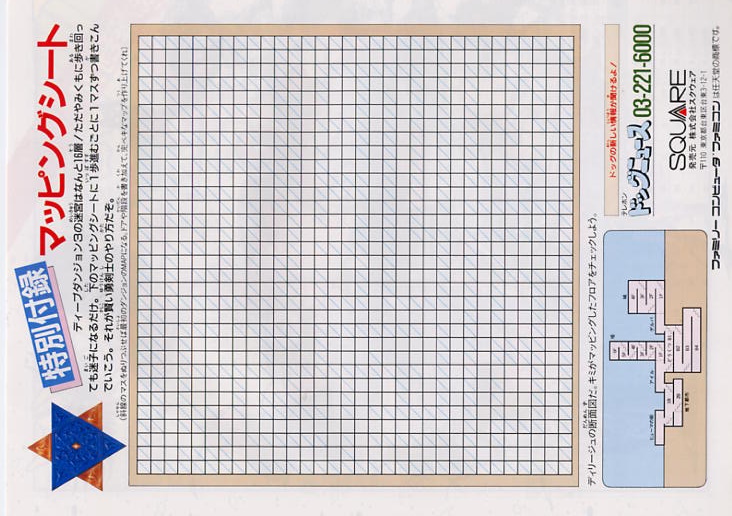 特別付録
マッピングシート
ディープダンジョン3の迷宮はなんと16層!ただやみくもに歩き回っ
ても迷子になるだけ。下のマッピングシートに1歩進むごとに1マスずつ書きこん
でいこう。それが賢い勇剣士のやり方だぞ。
(斜線のマスをぬりつぶせば最初のダンジョンのMAPになる。ドアや階段を書き加えて、完ペキなマップを作り上げてくれ)
ディリージュの断面図だ。キミがマッピングしたフロアをチェックしよう。
ドッグの新しい情報が聞けるよ!
テレホン
ドッグニュース 03-221-6000
SQUARE
発売元 株式会社スクウェア
〒110 東京都台東区台東3-12-1
ファミリーコンピュータ ファミコンは任天堂の商標です。